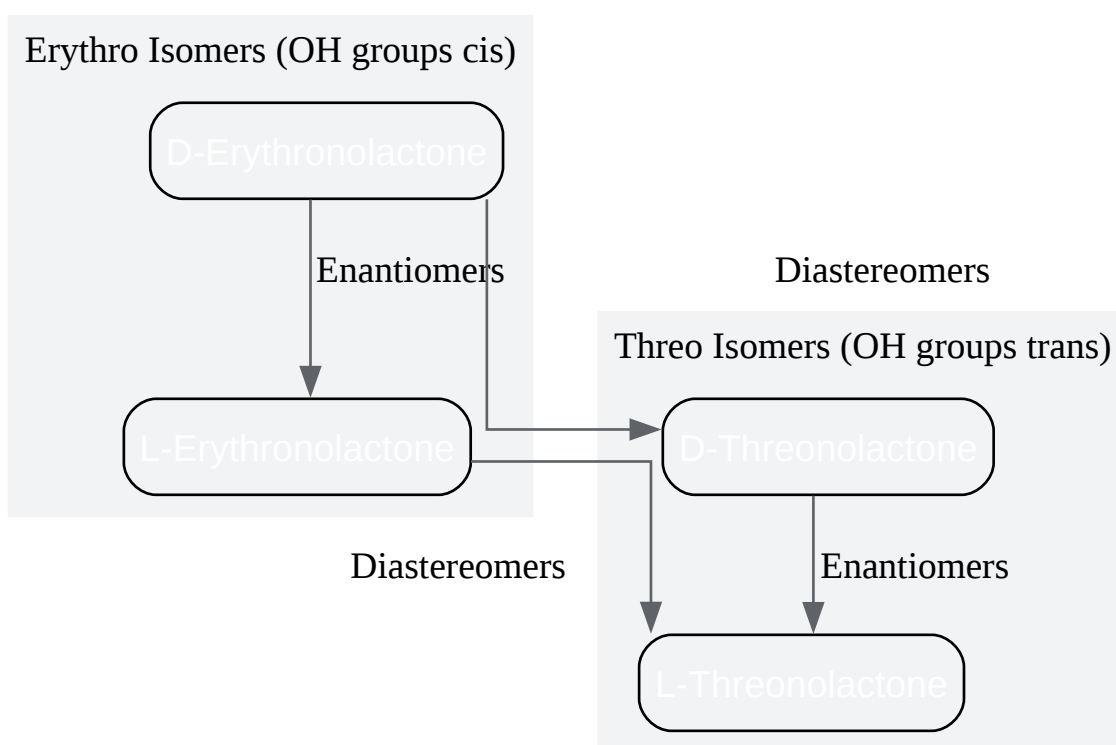 Erythro Isomers (OH groups cis)
D-Erythronolactone
Enantiomers
L-Erythronolactone
Diastereomers
Diastereomers
Threo Isomers (OH groups trans)
D-Threonolactone
Enantiomers
L-Threonolactone